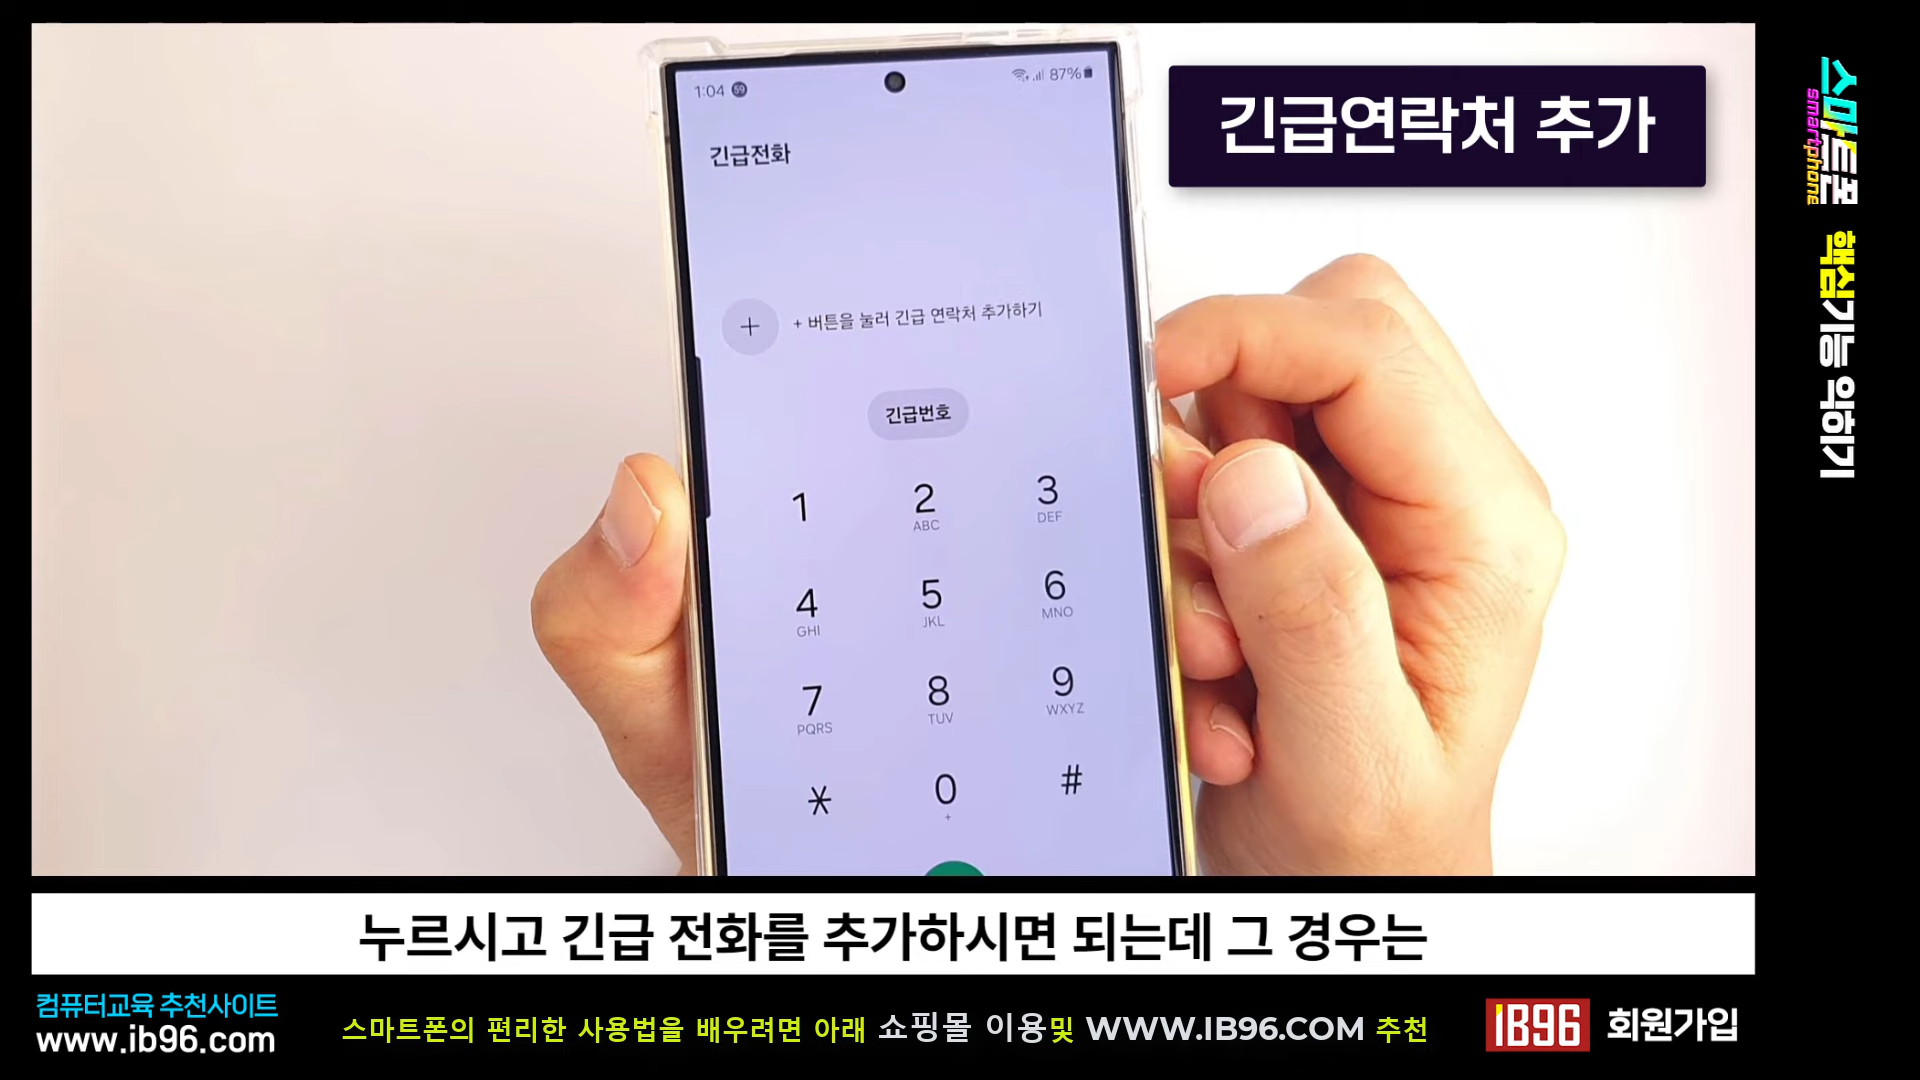 1:04 59 87%
긴급전화
+ 버튼을 눌러 긴급 연락처 추가하기
긴급번호
1
2
ABC
3
DEF
4
GHI
5
JKL
6
MNO
7
PQRS
8
TUV
9
WXYZ
*
0
+
#
긴급연락처 추가
스마트폰
smartphone
핵심기능 익히기
누르시고 긴급 전화를 추가하시면 되는데 그 경우는
컴퓨터교육 추천사이트
www.ib96.com
스마트폰의 편리한 사용법을 배우려면 아래 쇼핑몰 이용및 WWW.IB96.COM 추천
IB96 회원가입